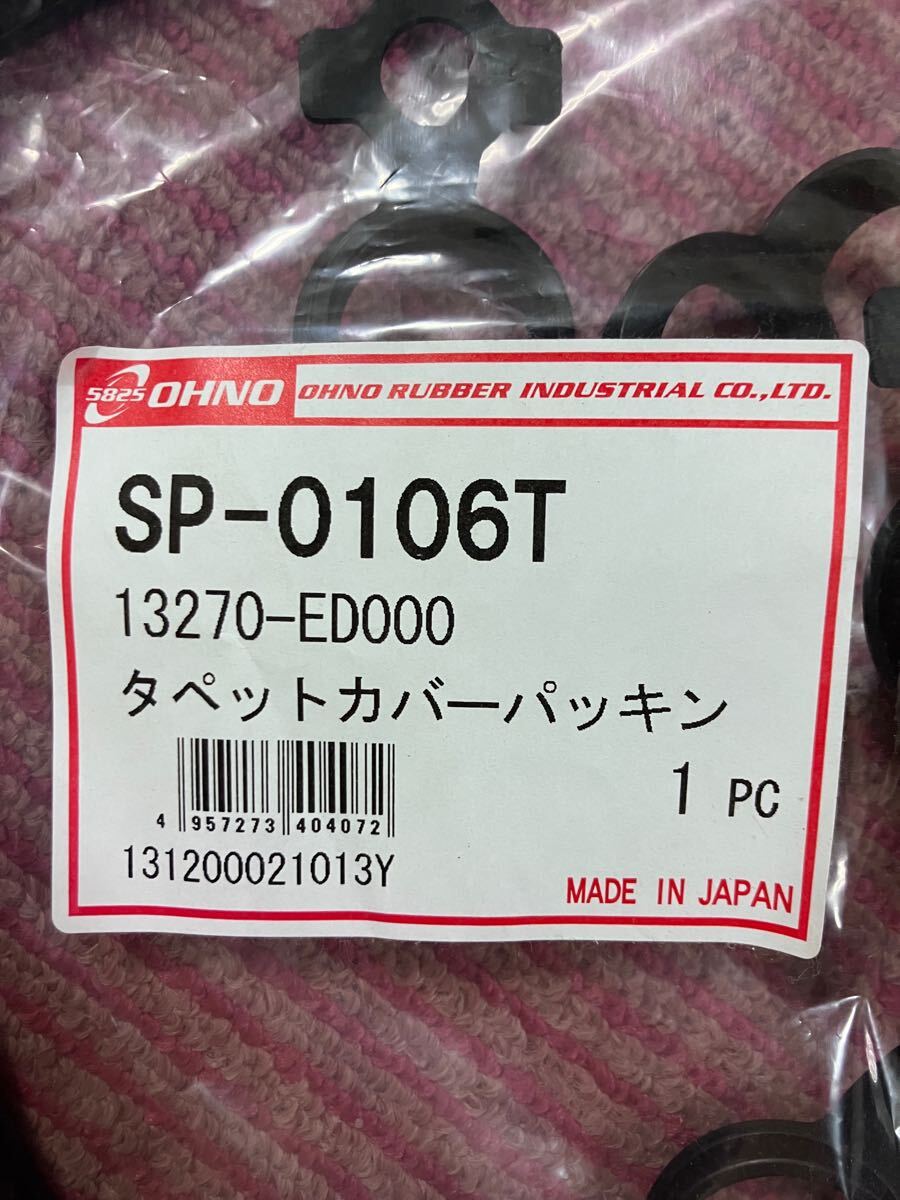 5825 OHNO OHNO RUBBER INDUSTRIAL CO.,LTD.
SP-0106T
13270-ED000
タペットカバーパッキン
1 PC
4 957273 404072
131200021013Y
MADE IN JAPAN